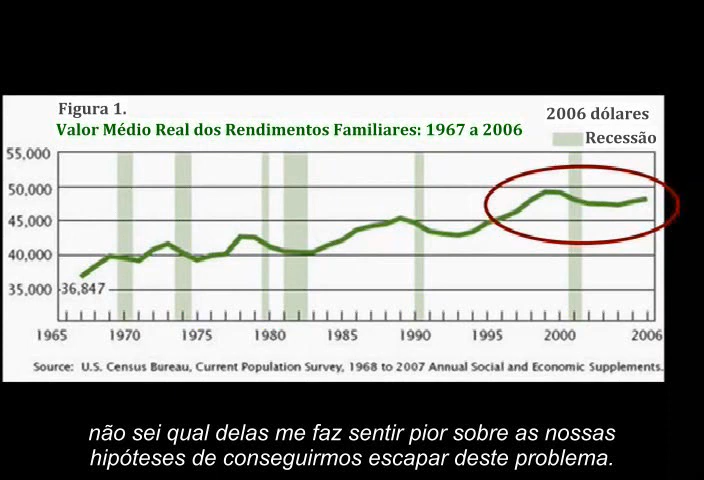 Figura 1.
Valor Médio Real dos Rendimentos Familiares: 1967 a 2006
2006 dólares
Recessão
55,000
50,000
45,000
40,000
35,000
36,847
1965 1970 1975 1980 1985 1990 1995 2000 2006
Source: U.S. Census Bureau, Current Population Survey, 1968 to 2007 Annual Social and Economic Supplements.
não sei qual delas me faz sentir pior sobre as nossas
hipóteses de conseguirmos escapar deste problema.